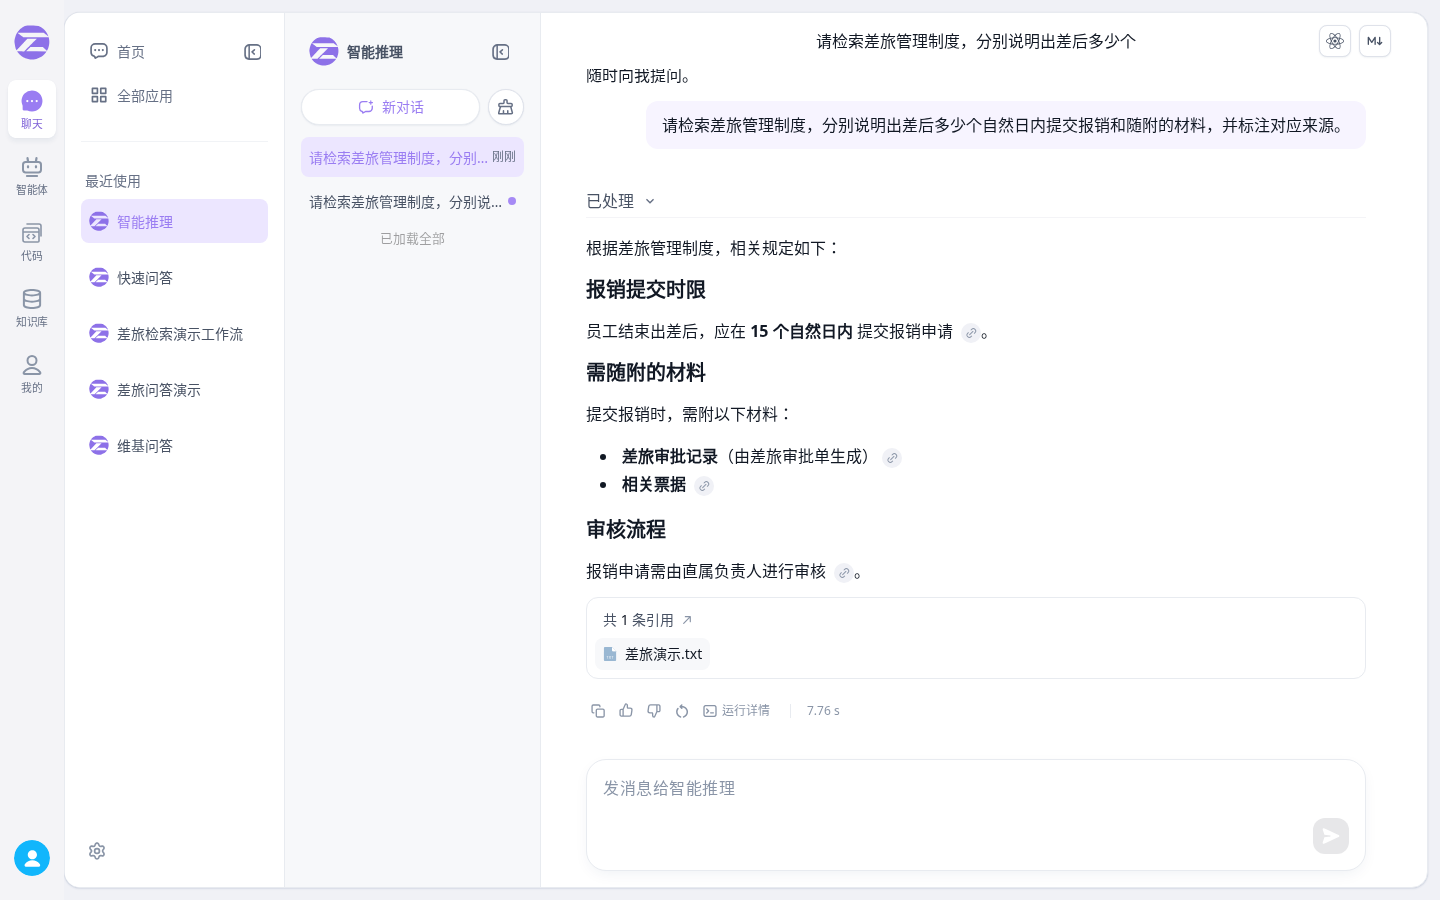 聊天
智能体
代码
知识库
我的
首页
全部应用
最近使用
智能推理
快速问答
差旅检索演示工作流
差旅问答演示
维基问答
智能推理
新对话
请检索差旅管理制度，分别... 刚刚
请检索差旅管理制度，分别说...
已加载全部
请检索差旅管理制度，分别说明出差后多少个
M↓
随时向我提问。
请检索差旅管理制度，分别说明出差后多少个自然日内提交报销和随附的材料，并标注对应来源。
已处理
根据差旅管理制度，相关规定如下：
报销提交时限
员工结束出差后，应在 15 个自然日内 提交报销申请 。
需随附的材料
提交报销时，需附以下材料：
• 差旅审批记录（由差旅审批单生成）
• 相关票据
审核流程
报销申请需由直属负责人进行审核 。
共 1 条引用
差旅演示.txt
运行详情 7.76 s
发消息给智能推理